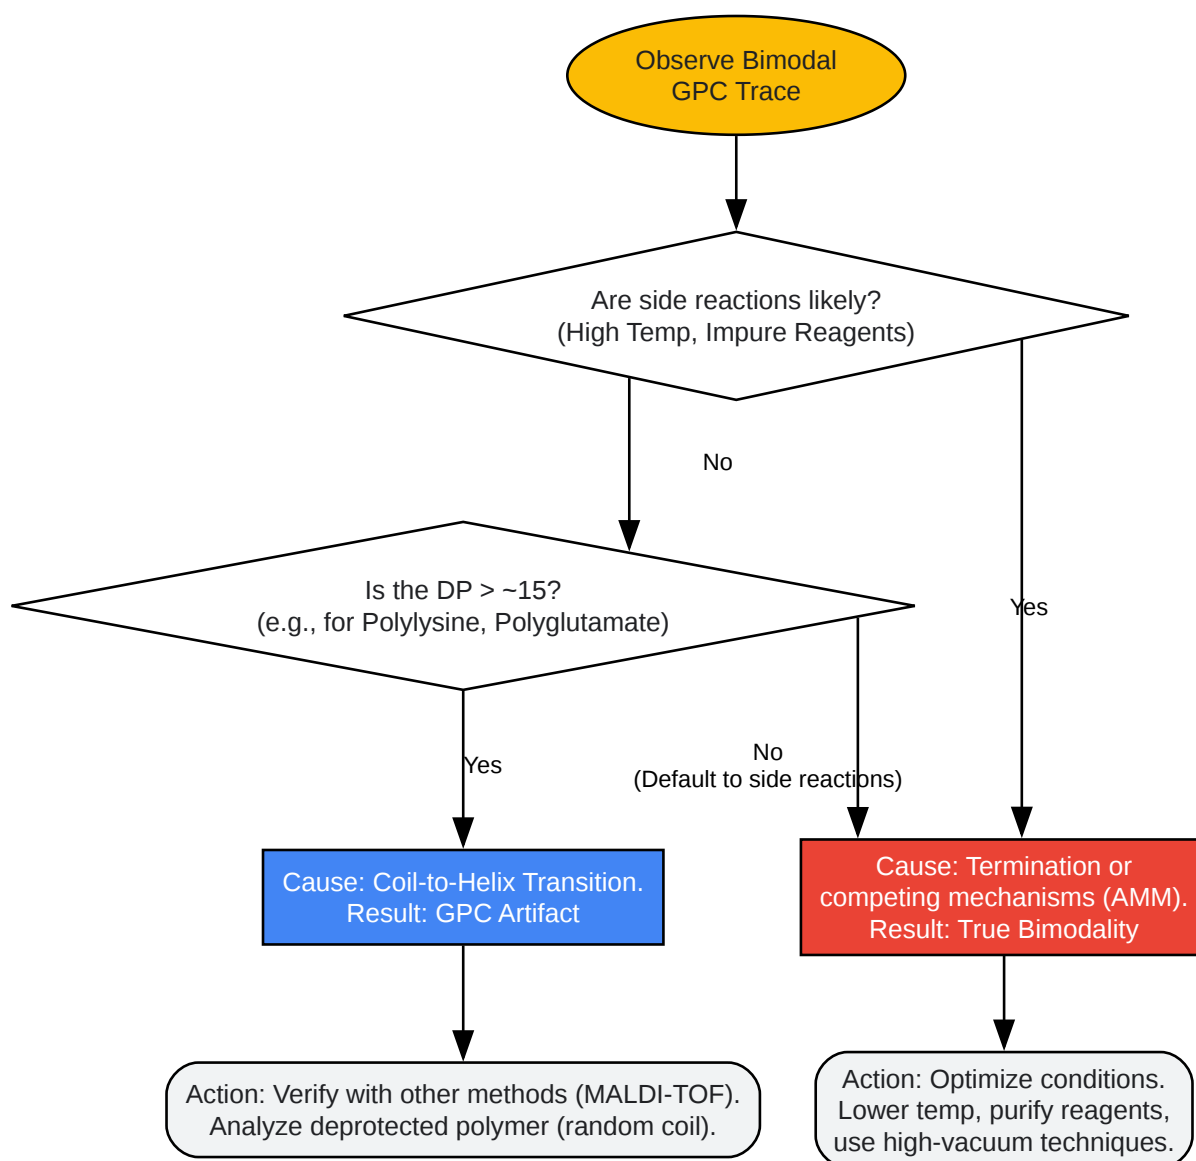 Observe Bimodal
GPC Trace
Are side reactions likely?
(High Temp, Impure Reagents)
No
Is the DP > ~15?
(e.g., for Polylysine, Polyglutamate)
Yes
Yes
No
(Default to side reactions)
Cause: Coil-to-Helix Transition.
Result: GPC Artifact
Cause: Termination or
competing mechanisms (AMM).
Result: True Bimodality
Action: Verify with other methods (MALDI-TOF).
Analyze deprotected polymer (random coil).
Action: Optimize conditions.
Lower temp, purify reagents,
use high-vacuum techniques.